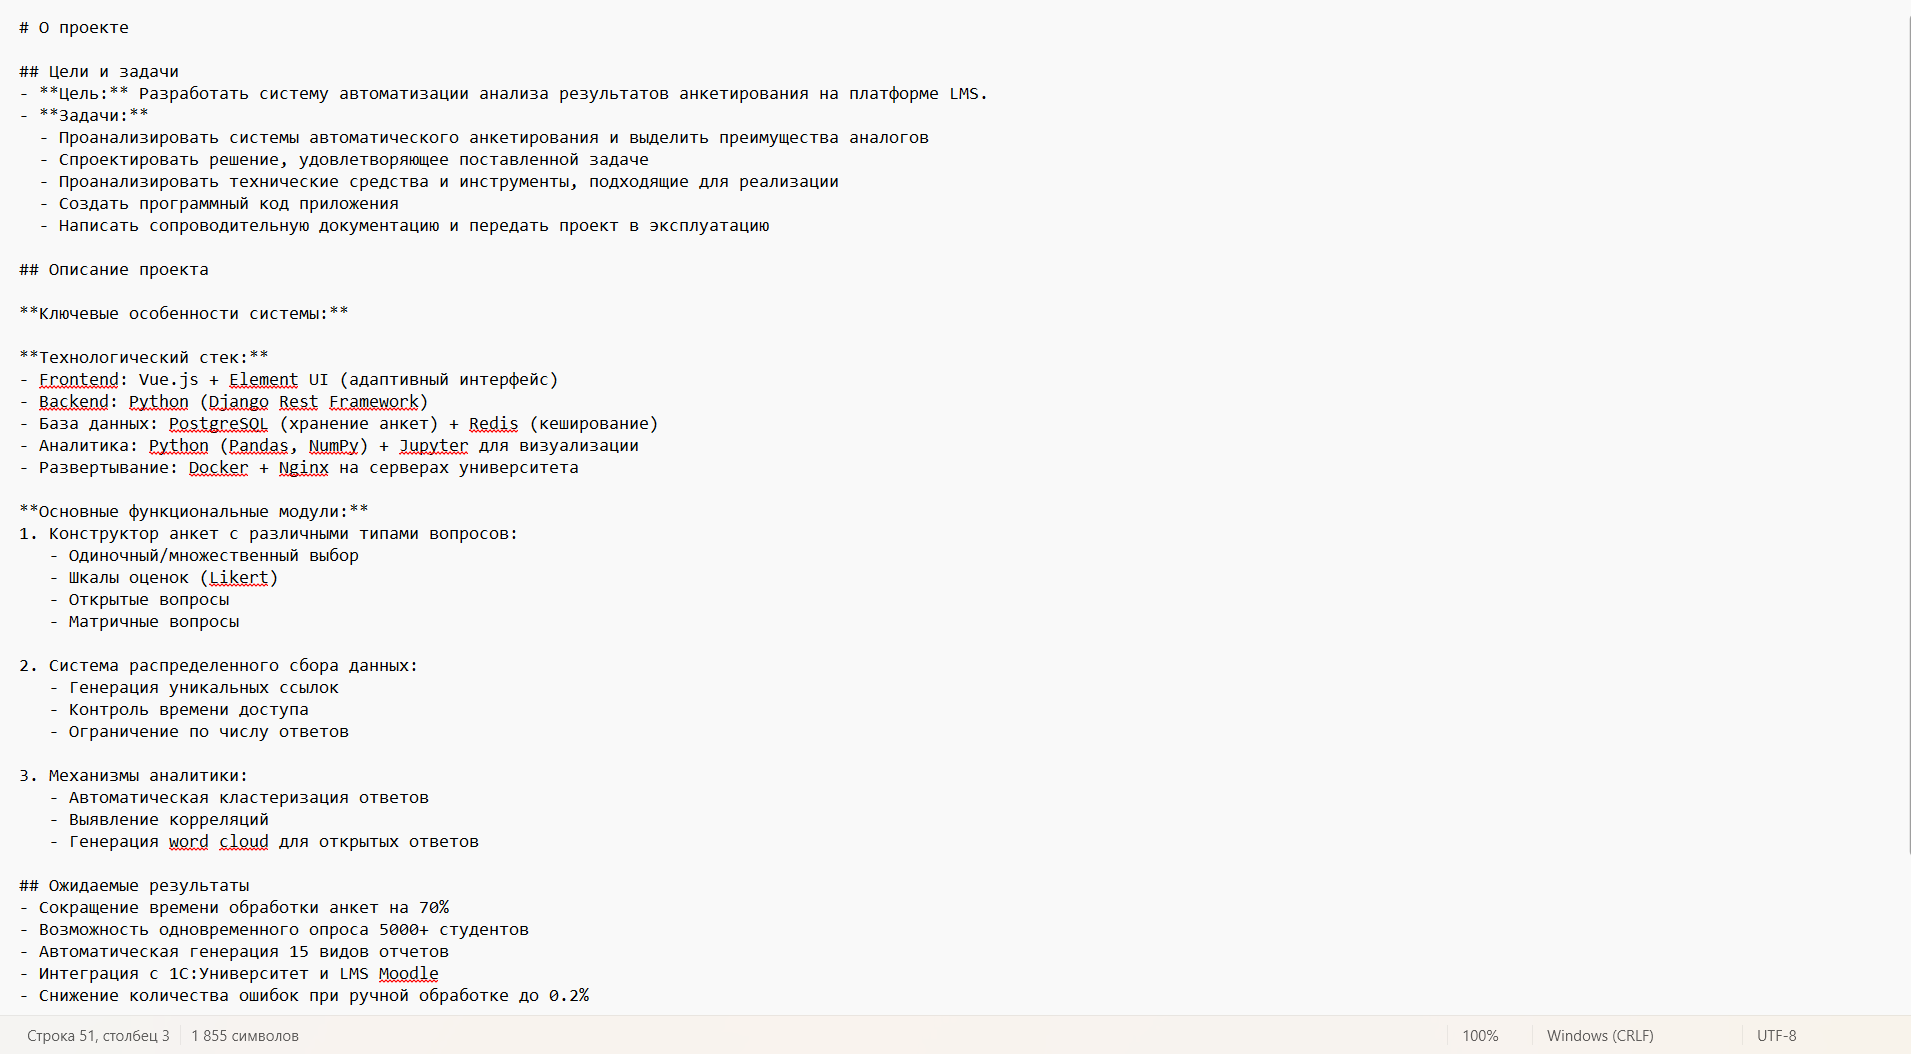 # О проекте

## Цели и задачи
- **Цель:** Разработать систему автоматизации анализа результатов анкетирования на платформе LMS.
- **Задачи:**
  - Проанализировать системы автоматического анкетирования и выделить преимущества аналогов
  - Спроектировать решение, удовлетворяющее поставленной задаче
  - Проанализировать технические средства и инструменты, подходящие для реализации
  - Создать программный код приложения
  - Написать сопроводительную документацию и передать проект в эксплуатацию

## Описание проекта

**Ключевые особенности системы:**

**Технологический стек:**
- Frontend: Vue.js + Element UI (адаптивный интерфейс)
- Backend: Python (Django Rest Framework)
- База данных: PostgreSQL (хранение анкет) + Redis (кеширование)
- Аналитика: Python (Pandas, NumPy) + Jupyter для визуализации
- Развертывание: Docker + Nginx на серверах университета

**Основные функциональные модули:**
1. Конструктор анкет с различными типами вопросов:
   - Одиночный/множественный выбор
   - Шкалы оценок (Likert)
   - Открытые вопросы
   - Матричные вопросы

2. Система распределенного сбора данных:
   - Генерация уникальных ссылок
   - Контроль времени доступа
   - Ограничение по числу ответов

3. Механизмы аналитики:
   - Автоматическая кластеризация ответов
   - Выявление корреляций
   - Генерация word cloud для открытых ответов

## Ожидаемые результаты
- Сокращение времени обработки анкет на 70%
- Возможность одновременного опроса 5000+ студентов
- Автоматическая генерация 15 видов отчетов
- Интеграция с 1С:Университет и LMS Moodle
- Снижение количества ошибок при ручной обработке до 0.2%
Строка 51, столбец 3 1 855 символов 100% Windows (CRLF) UTF-8